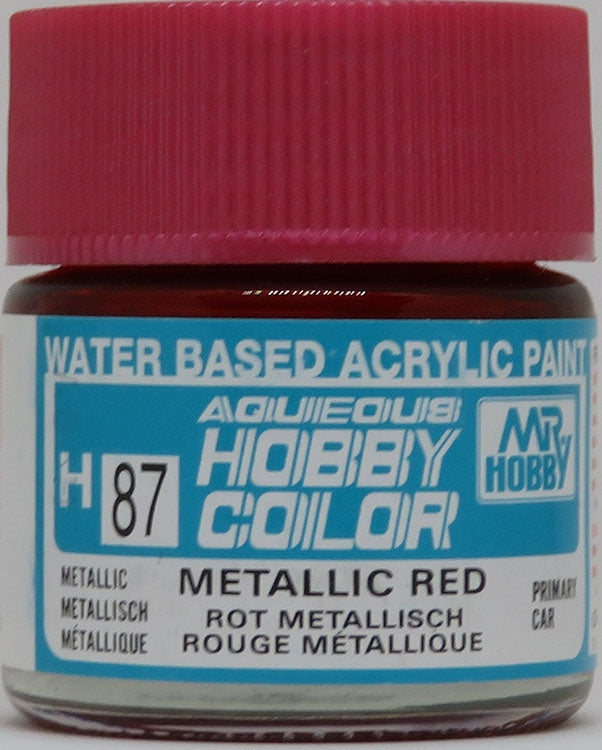 WATER BASED ACRYLIC PAINT
AQUEOUS
HOBBY
COLOR
H 87
MR
HOBBY
METALLIC
METALLISCH
MÉTALLIQUE
METALLIC RED
ROT METALLISCH
ROUGE MÉTALLIQUE
PRIMARY
CAR